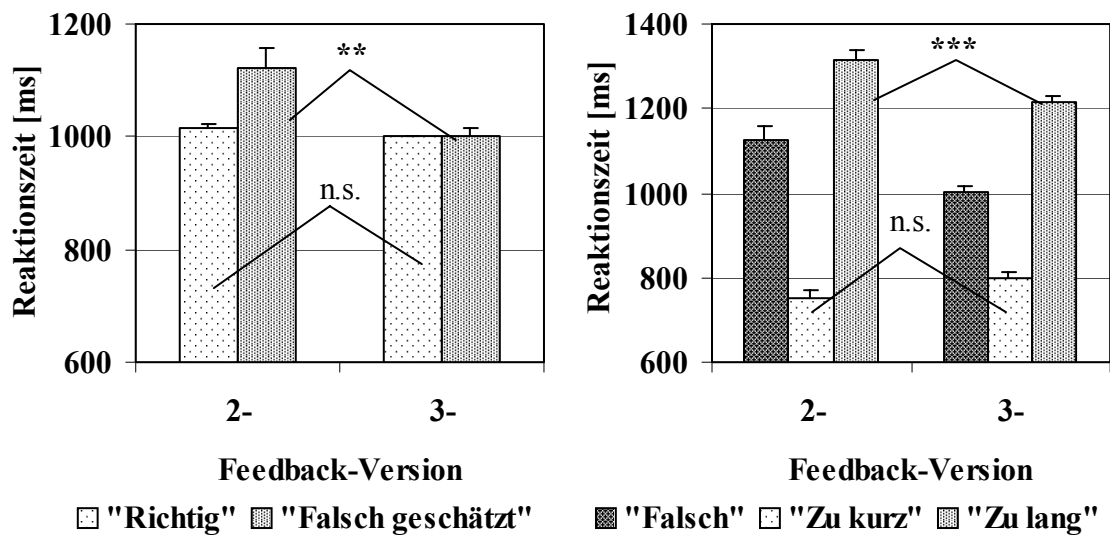 1200
1000
800
600
Reaktionszeit [ms]
**
n.s.
2-
3-
Feedback-Version
"Richtig" "Falsch geschätzt"
1400
1200
1000
800
600
Reaktionszeit [ms]
***
n.s.
2-
3-
Feedback-Version
"Falsch" "Zu kurz" "Zu lang"